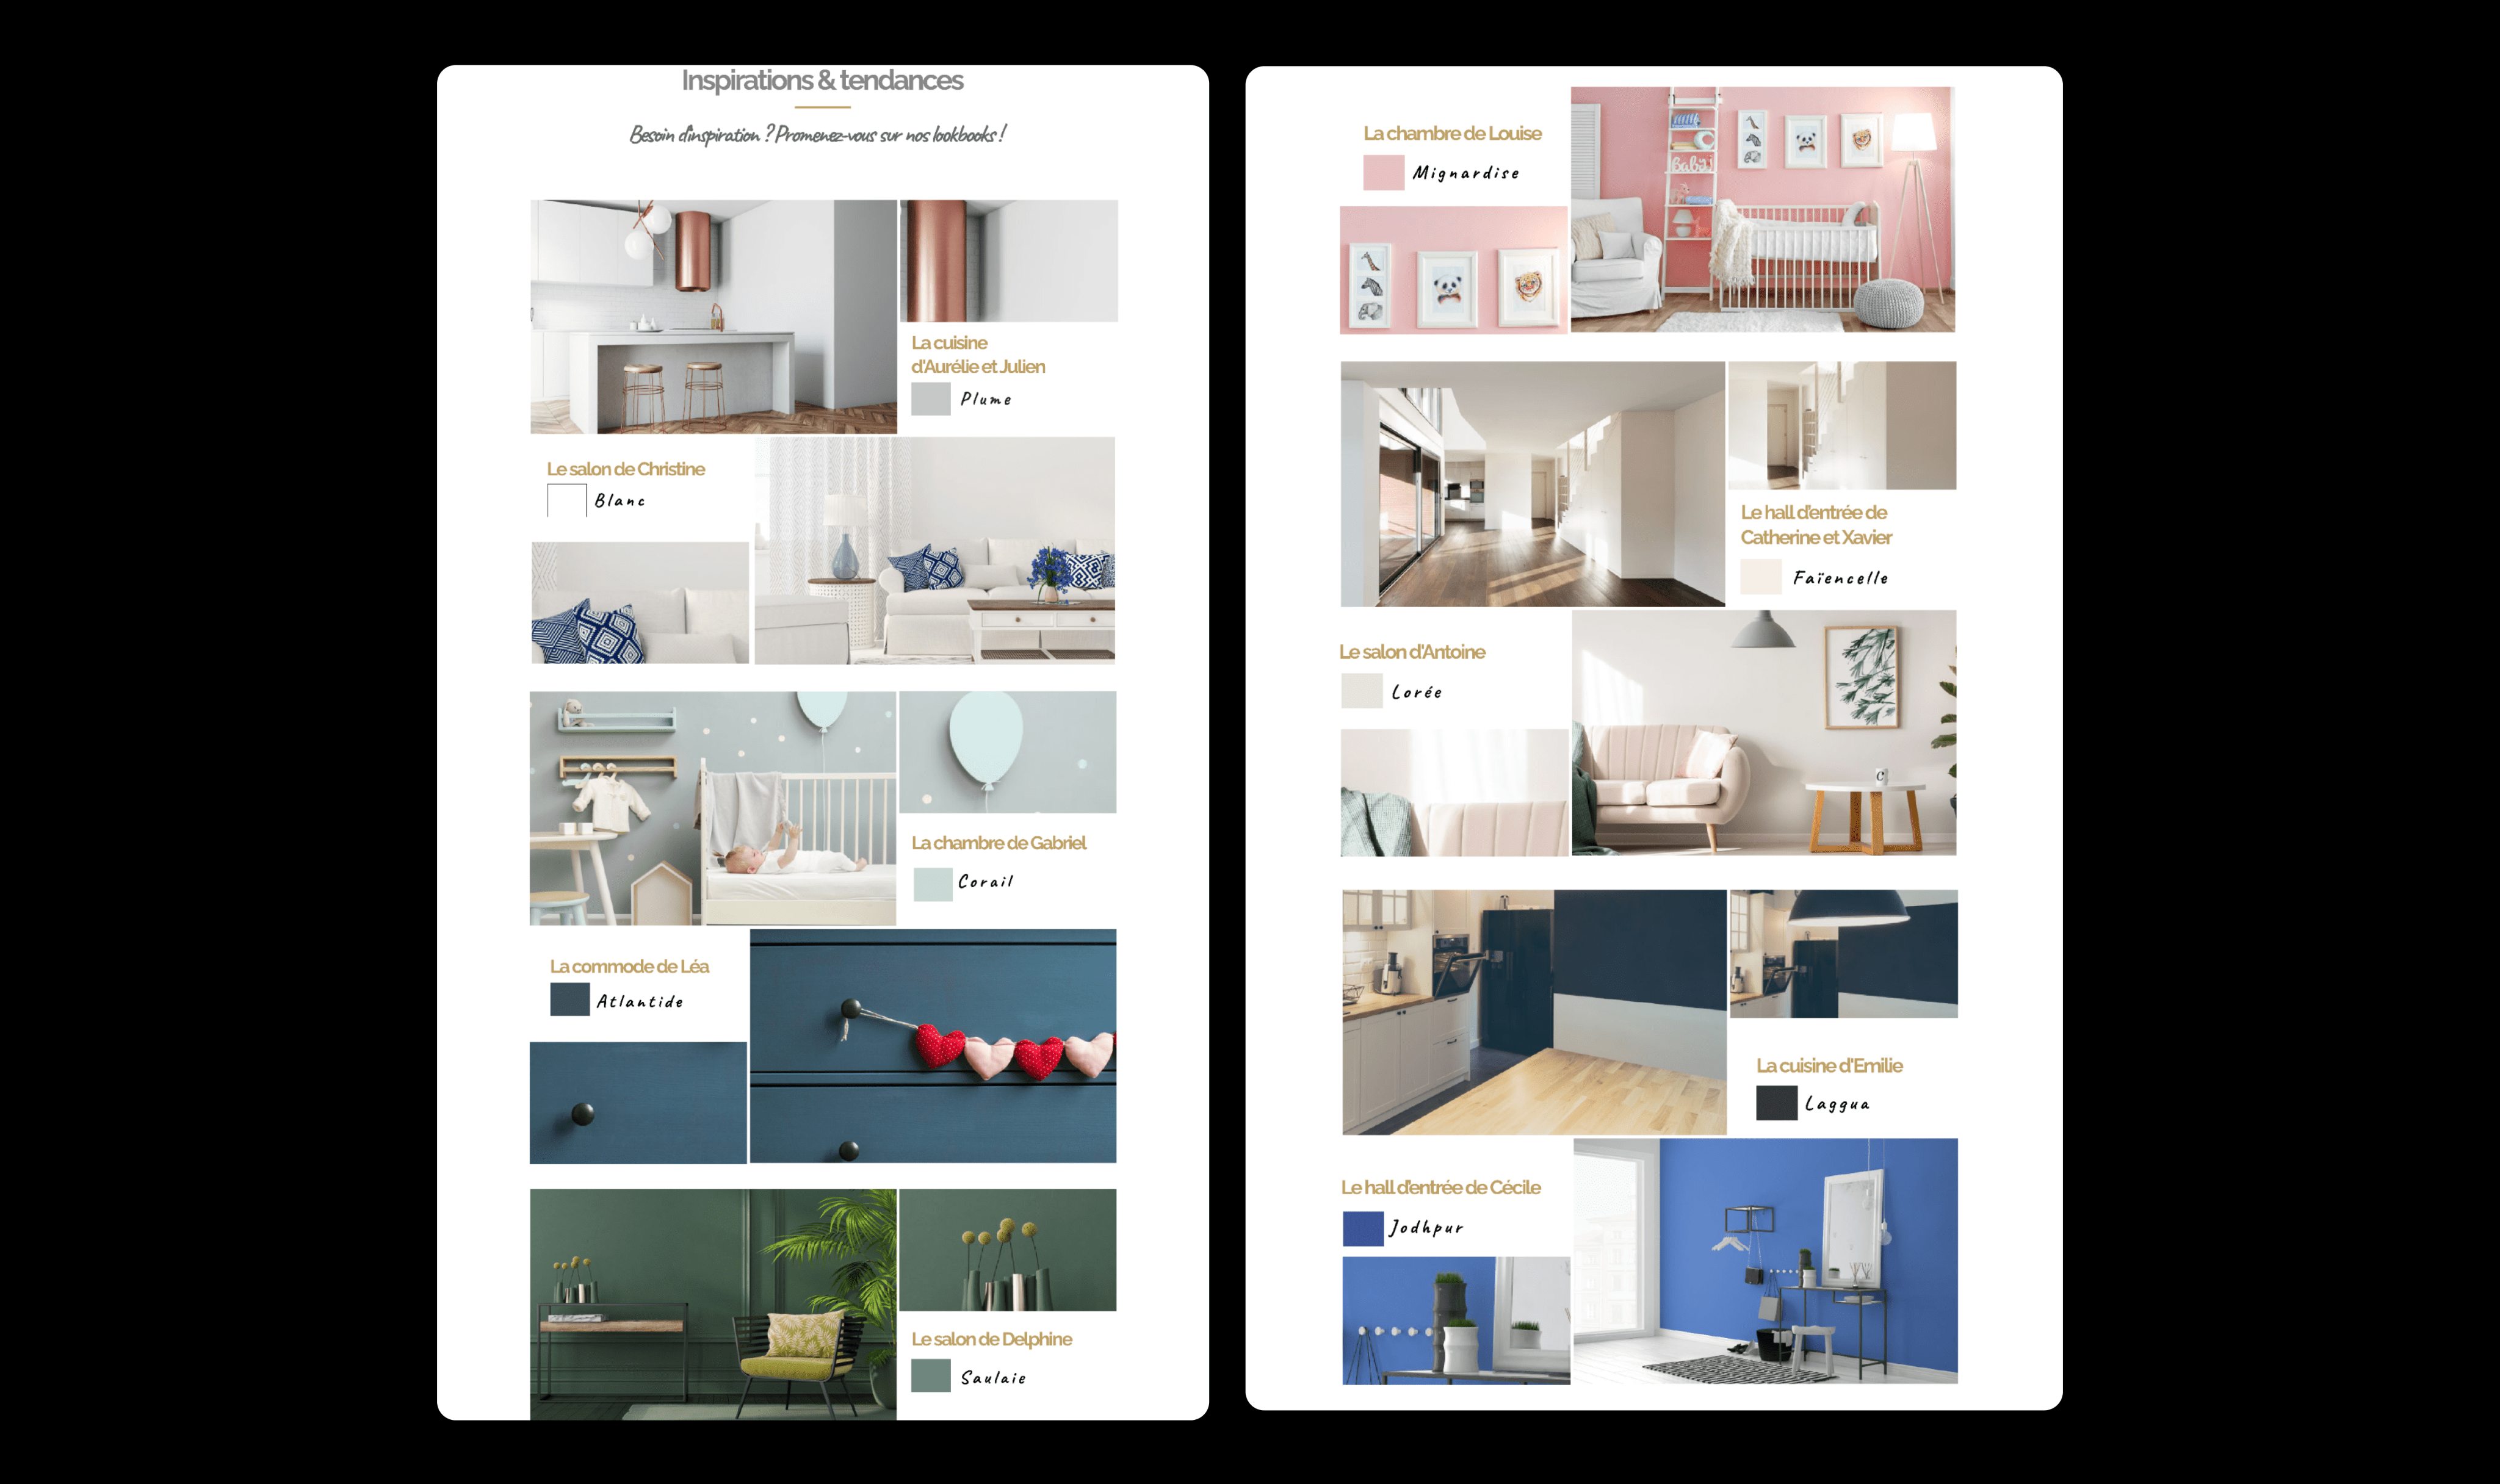 Inspirations & tendances
Besoin d'inspiration ? Promenez-vous sur nos lookbooks !
La cuisine
d'Aurélie et Julien
Plume
Le salon de Christine
Blanc
La chambre de Gabriel
Corail
La commode de Léa
Atlantide
Le salon de Delphine
Saulaie
La chambre de Louise
Mignardise
Baby
Le hall d'entrée de
Catherine et Xavier
Faïencelle
Le salon d'Antoine
Lorée
C
La cuisine d'Emilie
Laggua
Le hall d'entrée de Cécile
Jodhpur